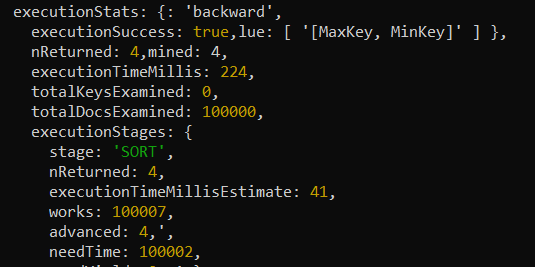 executionStats: {: 'backward',
executionSuccess: true,lue: [ '[MaxKey, MinKey]' ] },
nReturned: 4,mined: 4,
executionTimeMillis: 224,
totalKeysExamined: 0,
totalDocsExamined: 100000,
executionStages: {
stage: 'SORT',
nReturned: 4,
executionTimeMillisEstimate: 41,
works: 100007,
advanced: 4,',
needTime: 100002,